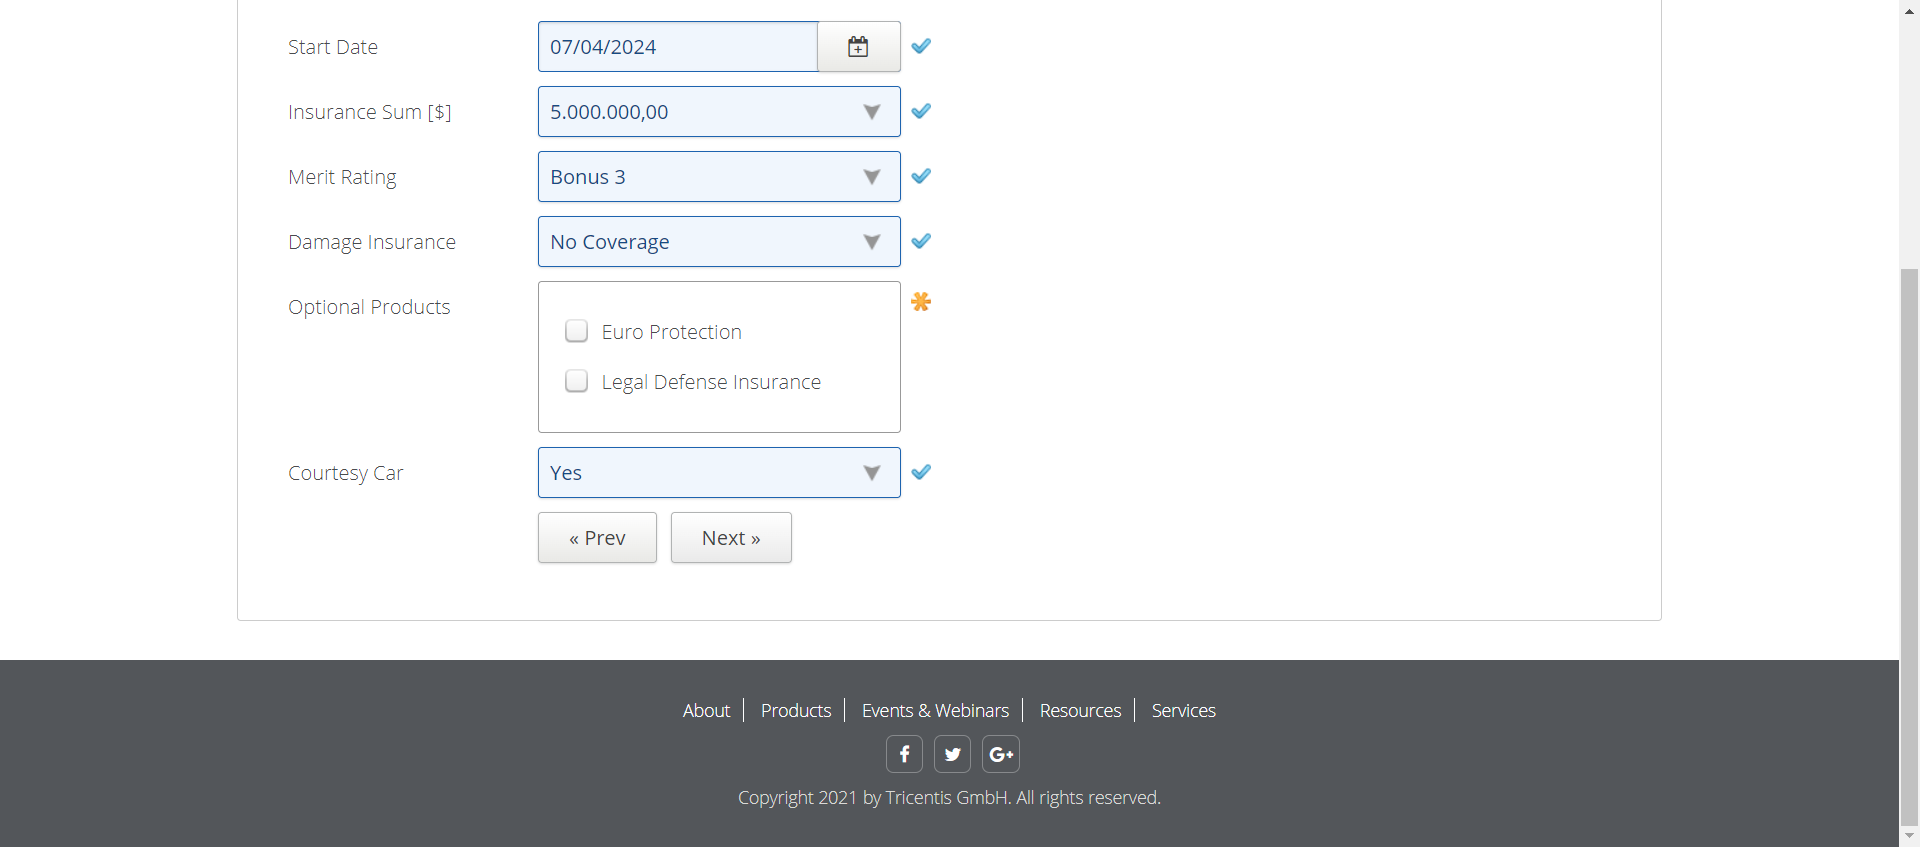 Start Date
07/04/2024
Insurance Sum [$]
5.000.000,00
Merit Rating
Bonus 3
Damage Insurance
No Coverage
Optional Products
Euro Protection
Legal Defense Insurance
Courtesy Car
Yes
« Prev
Next »
About
Products
Events & Webinars
Resources
Services
f
G+
Copyright 2021 by Tricentis GmbH. All rights reserved.